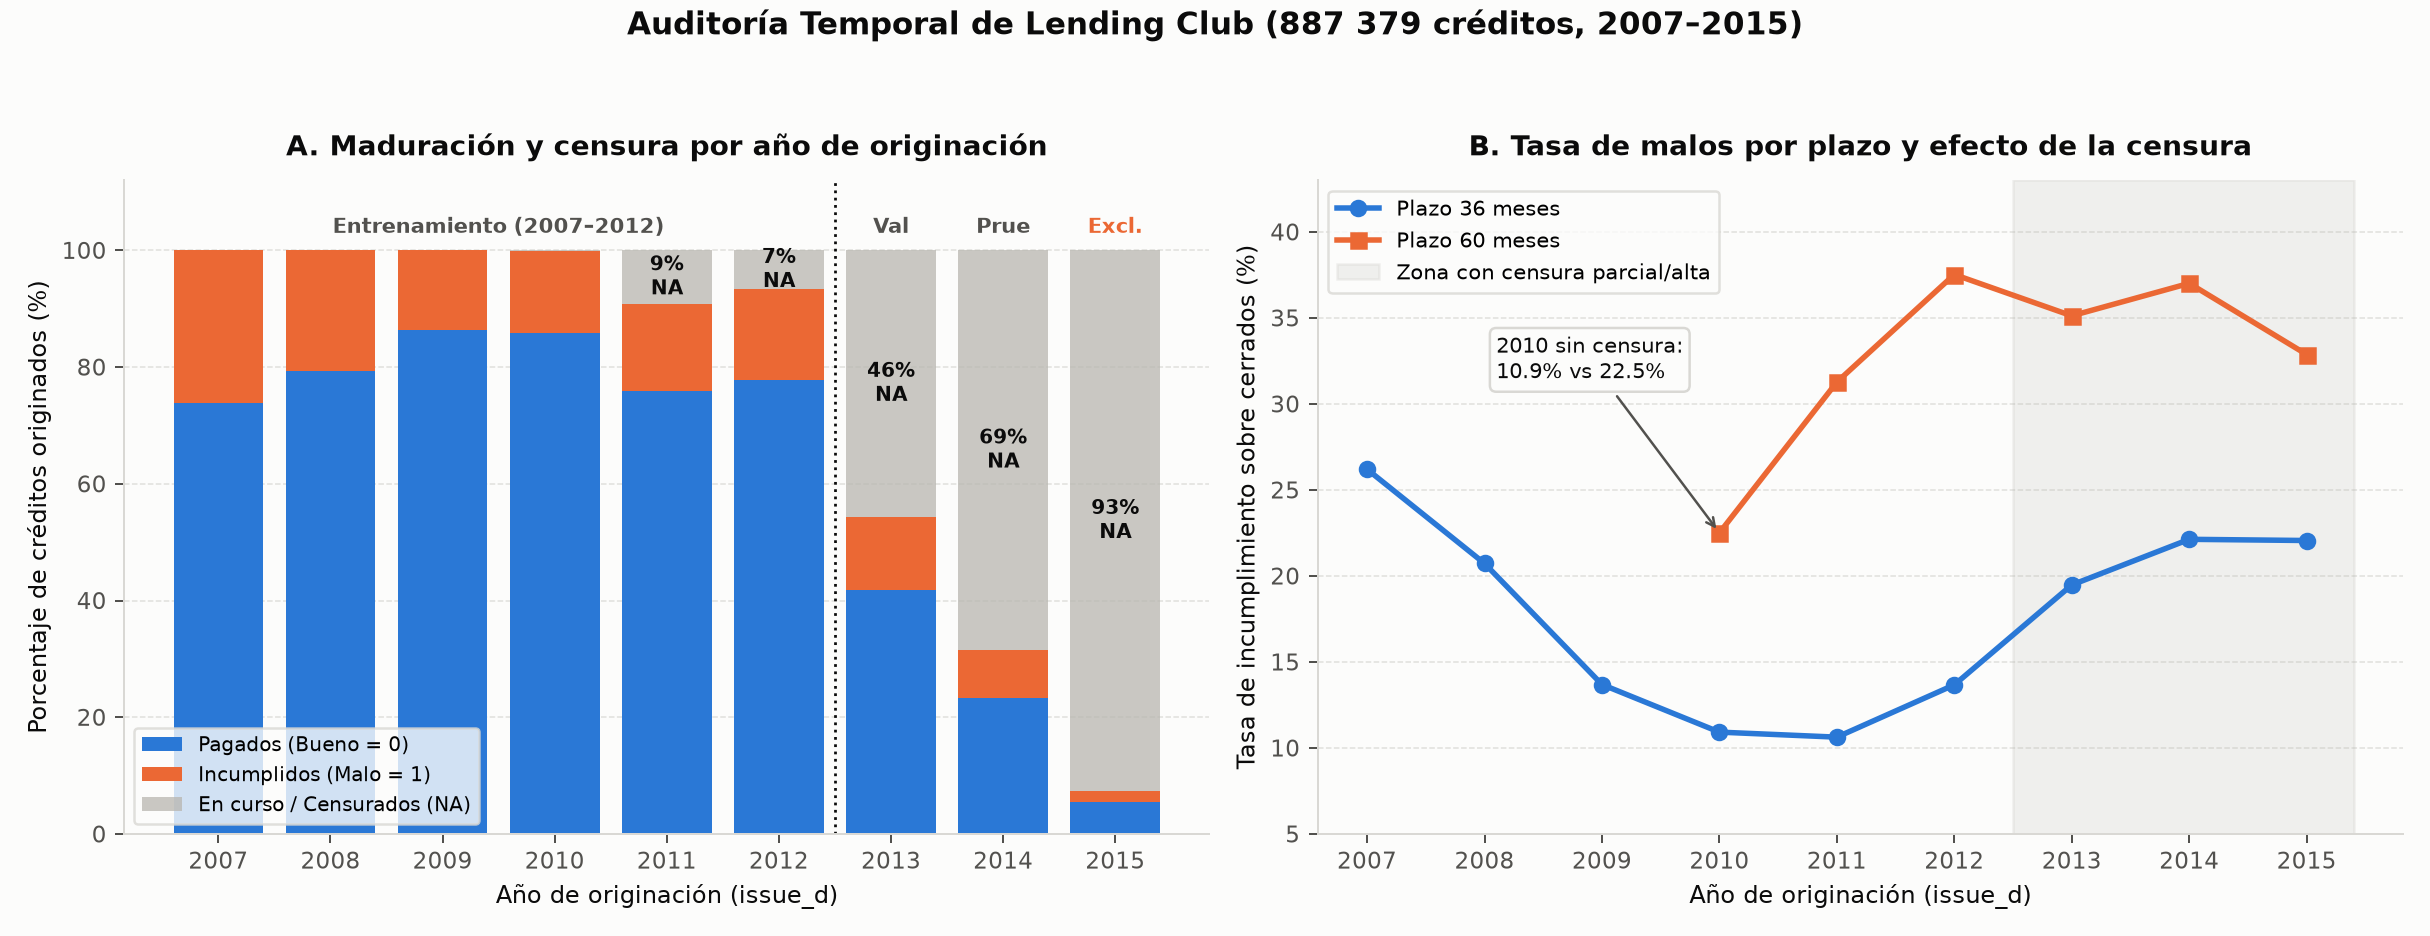 Auditoría Temporal de Lending Club (887 379 créditos, 2007–2015)
A. Maduración y censura por año de originación
Porcentaje de créditos originados (%)
100
80
60
40
20
0
Entrenamiento (2007–2012)
Val
Prue
Excl.
9%
NA
7%
NA
46%
NA
69%
NA
93%
NA
Pagados (Bueno = 0)
Incumplidos (Malo = 1)
En curso / Censurados (NA)
2007 2008 2009 2010 2011 2012 2013 2014 2015
Año de originación (issue_d)
B. Tasa de malos por plazo y efecto de la censura
Tasa de incumplimiento sobre cerrados (%)
40
35
30
25
20
15
10
5
Plazo 36 meses
Plazo 60 meses
Zona con censura parcial/alta
2010 sin censura:
10.9% vs 22.5%
2007 2008 2009 2010 2011 2012 2013 2014 2015
Año de originación (issue_d)